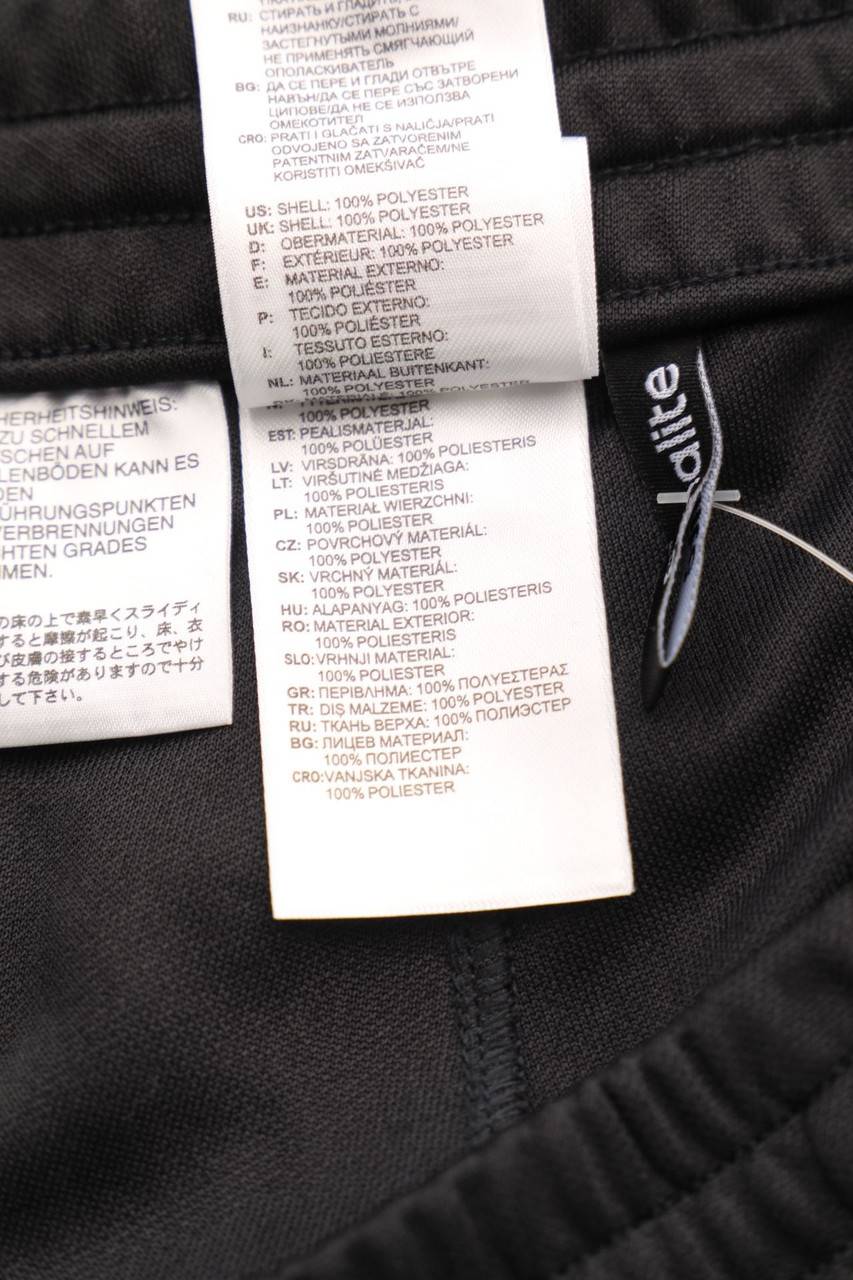 RU: СТИРАТЬ И ГЛАДИТЬ,
НАИЗНАНКУ/СТИРАТЬ С
ЗАСТЕГНУТЫМИ МОЛНИЯМИ/
НЕ ПРИМЕНЯТЬ СМЯГЧАЮЩИЙ
ОПОЛАСКИВАТЕЛЬ
BG: ДА СЕ ПЕРЕ И ГЛАДИ ОТВЪТРЕ
НАВЪН/ДА СЕ ПЕРЕ СЪС ЗАТВОРЕНИ
ЦИПОВЕ/ДА НЕ СЕ ИЗПОЛЗВА
ОМЕКОТИТЕЛ
CRO: PRATI I GLAČATI S NALIČJA/PRATI
ODVOJENO SA ZATVORENIM
PATENTNIM ZATVARAČEM/NE
KORISTITI OMEKŠIVAČ
US: SHELL: 100% POLYESTER
UK: SHELL: 100% POLYESTER
D: OBERMATERIAL: 100% POLYESTER
F: EXTÉRIEUR: 100% POLYESTER
E: MATERIAL EXTERNO:
100% POLIÉSTER
P: TECIDO EXTERNO:
100% POLIÉSTER
I: TESSUTO ESTERNO:
100% POLIESTERE
NL: MATERIAAL BUITENKANT:
100% POLYESTER
100% POLYESTER
EST: PEALISMATERJAL:
100% POLÜESTER
LV: VIRSDRĀNA: 100% POLIESTERIS
LT: VIRŠUTINĖ MEDŽIAGA:
100% POLIESTERIS
PL: MATERIAŁ WIERZCHNI:
100% POLIESTER
CZ: POVRCHOVÝ MATERIÁL:
100% POLYESTER
SK: VRCHNÝ MATERIÁL:
100% POLYESTER
HU: ALAPANYAG: 100% POLIESTERIS
RO: MATERIAL EXTERIOR:
100% POLIESTERIS
SLO: VRHNJI MATERIAL:
100% POLIESTER
GR: ΠΕΡΙΒΛΗΜΑ: 100% ΠΟΛΥΕΣΤΕΡΑΣ
TR: DIŞ MALZEME: 100% POLYESTER
RU: ТКАНЬ ВЕРХА: 100% ПОЛИЭСТЕР
BG: ЛИЦЕВ МАТЕРИАЛ:
100% ПОЛИЕСТЕР
CRO: VANJSKA TKANINA:
100% POLIESTER
HERHEITSHINWEIS:
ZU SCHNELLEM
SCHEN AUF
LENBÖDEN KANN ES
DEN
ÜHRUNGSPUNKTEN
VERBRENNUNGEN
CHTEN GRADES
MMEN.
の床の上で素早くスライディ
すると摩擦が起こり、床、衣
び皮膚の接するところでやけ
する危険がありますので十分
して下さい。
alite